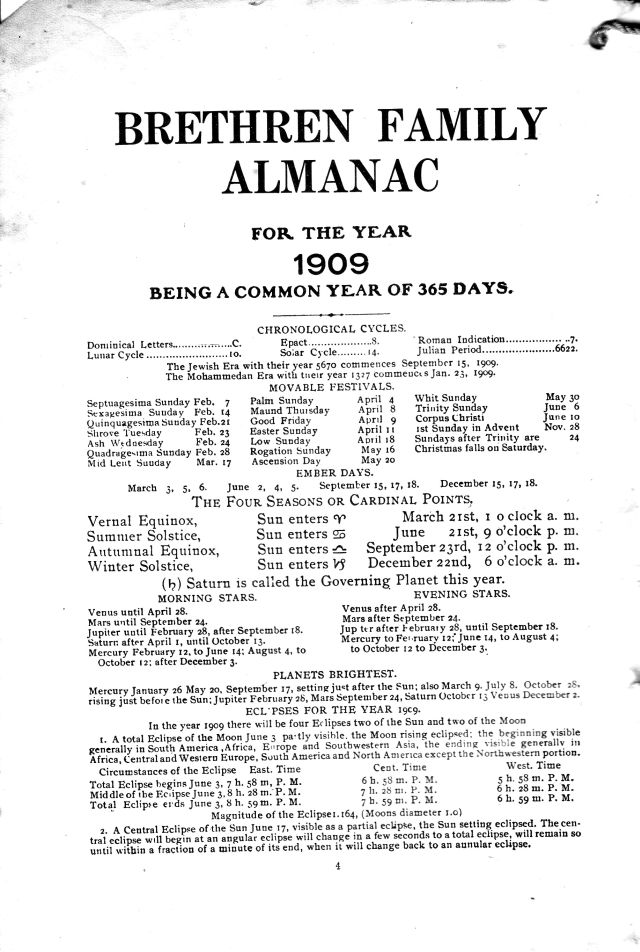 BRETHREN FAMILY
ALMANAC
FOR THE YEAR
1909
BEING A COMMON YEAR OF 365 DAYS.
CHRONOLOGICAL CYCLES.
Dominical Letters..................C. Epact....................8. Roman Indication..................7.
Lunar Cycle.........................10. Solar Cycle.........14. Julian Period......................6622.
The Jewish Era with their year 5670 commences September 15, 1909.
The Mohammedan Era with their year 1327 commences Jan. 23, 1909.
MOVABLE FESTIVALS.
Septuagesima Sunday Feb. 7 Palm Sunday April 4 Whit Sunday May 30
Sexagesima Sunday Feb. 14 Maund Thursday April 8 Trinity Sunday June 6
Quinquagesima Sunday Feb. 21 Good Friday April 9 Corpus Christi June 10
Shrove Tuesday Feb. 23 Easter Sunday April 11 1st Sunday in Advent Nov. 28
Ash Wednesday Feb. 24 Low Sunday April 18 Sundays after Trinity are 24
Quadragesima Sunday Feb. 28 Rogation Sunday May 16 Christmas falls on Saturday.
Mid Lent Sunday Mar. 17 Ascension Day May 20
EMBER DAYS.
March 3, 5, 6. June 2, 4, 5. September 15, 17, 18. December 15, 17, 18.
THE FOUR SEASONS OR CARDINAL POINTS,
Vernal Equinox, Sun enters ♈ March 21st, 1 o clock a. m.
Summer Solstice, Sun enters ♋ June 21st, 9 o'clock p. m.
Autumnal Equinox, Sun enters ♎ September 23rd, 12 o'clock p. m.
Winter Solstice, Sun enters ♑ December 22nd, 6 o'clock a. m.
(♄) Saturn is called the Governing Planet this year.
MORNING STARS.
Venus until April 28.
Mars until September 24.
Jupiter until February 28, after September 18.
Saturn after April 1, until October 13.
Mercury February 12, to June 14; August 4, to
October 12; after December 3.
EVENING STARS.
Venus after April 28.
Mars after September 24.
Jup ter after February 28, until September 18.
Mercury to February 12; June 14, to August 4;
to October 12 to December 3.
PLANETS BRIGHTEST.
Mercury January 26 May 20, September 17, setting just after the Sun; also March 9, July 8. October 28.
rising just before the Sun; Jupiter February 28, Mars September 24, Saturn October 13 Venus December 2.
ECL'PSES FOR THE YEAR 1909.
In the year 1909 there will be four Eclipses two of the Sun and two of the Moon
1. A total Eclipse of the Moon June 3 partly visible, the Moon rising eclipsed; the beginning visible
generally in South America, Africa, Europe and Southwestern Asia, the ending visible generally in
Africa, Central and Western Europe, South America and North America except the Northwestern portion.
Circumstances of the Eclipse East. Time Cent. Time West. Time
Total Eclipse begins June 3, 7 h. 58 m, P. M. 6 h. 58 m. P. M. 5 h. 58 m. P. M.
Middle of the Eclipse June 3, 8 h. 28 m. P. M. 7 h. 28 m. P. M. 6 h. 28 m. P. M.
Total Eclipse ends June 3, 8 h. 59 m. P. M. 7 h. 59 m. P. M. 6 h. 59 m. P. M.
Magnitude of the Eclipse 1.164, (Moons diameter 1.0)
2. A Central Eclipse of the Sun June 17, visible as a partial eclipse, the Sun setting eclipsed. The cen-
tral eclipse will begin at an angular eclipse will change in a few seconds to a total eclipse, will remain so
until within a fraction of a minute of its end, when it will change back to an annular eclipse.
4